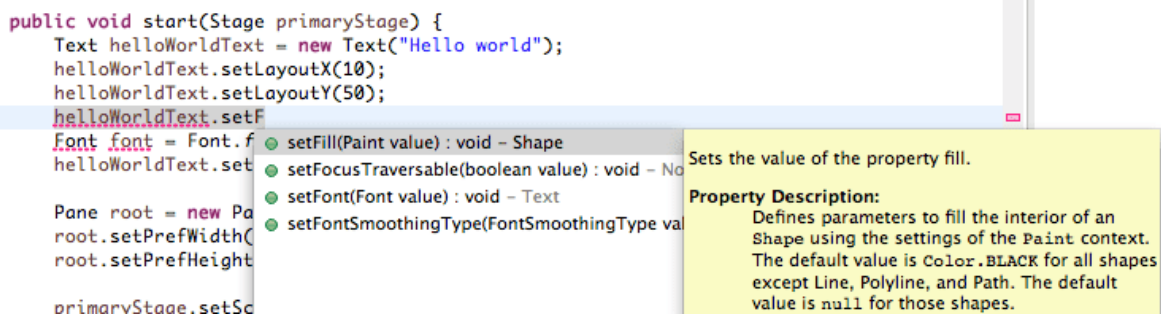 public void start(Stage primaryStage) {
Text helloWorldText = new Text("Hello world");
helloWorldText.setLayoutX(10);
helloWorldText.setLayoutY(50);
helloWorldText.setF
Font font = Font.f
helloWorldText.set
Pane root = new Pa
root.setPrefWidth(
root.setPrefHeight
primaryStage.setSc
setFill(Paint value) : void – Shape
setFocusTraversable(boolean value) : void – No
setFont(Font value) : void – Text
setFontSmoothingType(FontSmoothingType val
Sets the value of the property fill.
Property Description:
Defines parameters to fill the interior of an
Shape using the settings of the Paint context.
The default value is Color.BLACK for all shapes
except Line, Polyline, and Path. The default
value is null for those shapes.